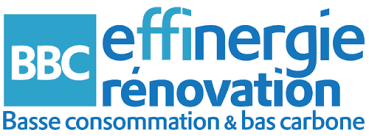 BBC
effinergie
rénovation
Basse consommation & bas carbone